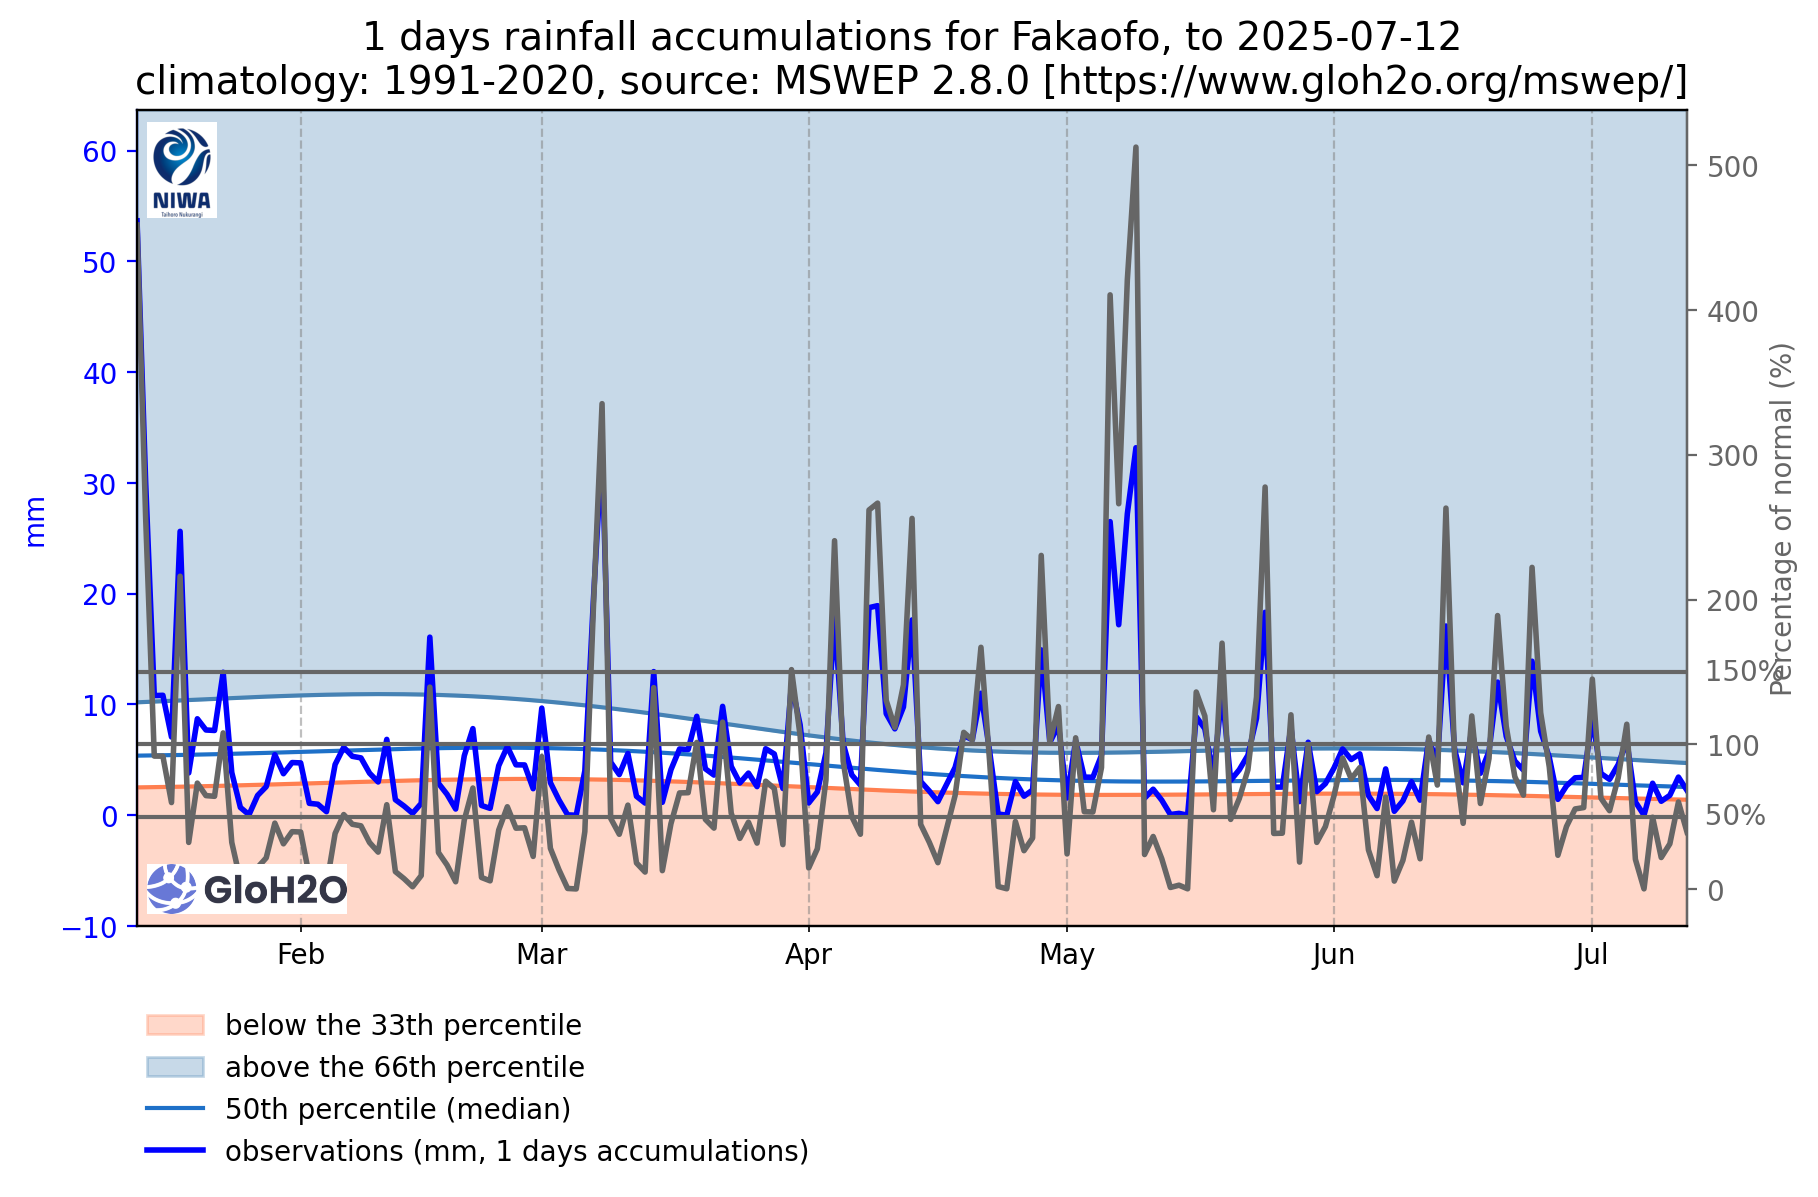 1 days rainfall accumulations for Fakaofo, to 2025-07-12
climatology: 1991-2020, source: MSWEP 2.8.0 [https://www.gloh2o.org/mswep/]
NIWA
Taihoro Nukurangi
60
50
40
30
20
10
0
−10
mm
500
400
300
200
150%
100
50%
0
Percentage of normal (%)
GloH2O
Feb
Mar
Apr
May
Jun
Jul
below the 33th percentile
above the 66th percentile
50th percentile (median)
observations (mm, 1 days accumulations)